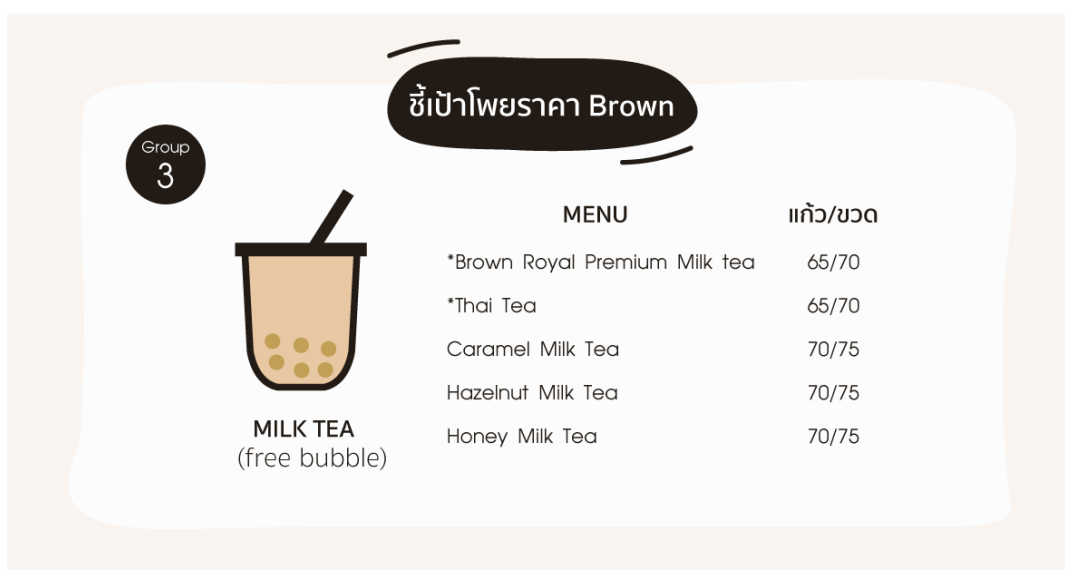 ชี้เป้าโพยราคา Brown
Group
3
MENU แก้ว/ขวด
*Brown Royal Premium Milk tea 65/70
*Thai Tea 65/70
Caramel Milk Tea 70/75
Hazelnut Milk Tea 70/75
Honey Milk Tea 70/75
MILK TEA
(free bubble)